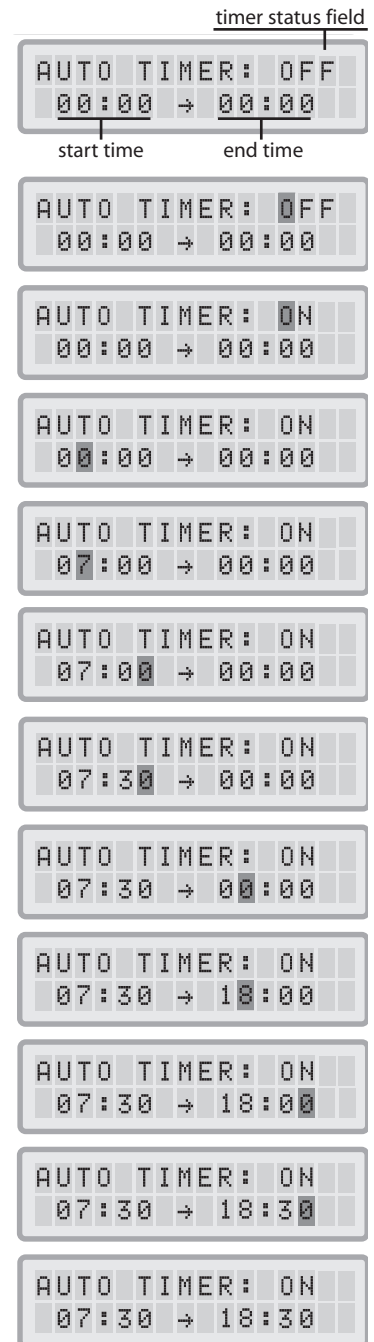 timer status field
AUTO TIMER: OFF
00:00 → 00:00
start time end time
AUTO TIMER: OFF
00:00 → 00:00
AUTO TIMER: ON
00:00 → 00:00
AUTO TIMER: ON
00:00 → 00:00
AUTO TIMER: ON
07:00 → 00:00
AUTO TIMER: ON
07:00 → 00:00
AUTO TIMER: ON
07:30 → 00:00
AUTO TIMER: ON
07:30 → 00:00
AUTO TIMER: ON
07:30 → 18:00
AUTO TIMER: ON
07:30 → 18:00
AUTO TIMER: ON
07:30 → 18:30
AUTO TIMER: ON
07:30 → 18:30